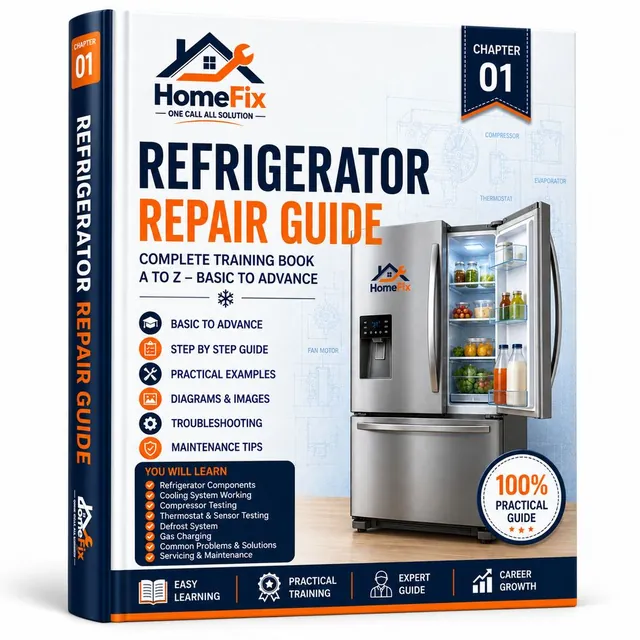 CHAPTER
01
REFRIGERATOR REPAIR GUIDE
HomeFix
CHAPTER
01
HomeFix
ONE CALL ALL SOLUTION
REFRIGERATOR
REPAIR GUIDE
COMPLETE TRAINING BOOK
A TO Z – BASIC TO ADVANCE
BASIC TO ADVANCE
STEP BY STEP GUIDE
PRACTICAL EXAMPLES
DIAGRAMS & IMAGES
TROUBLESHOOTING
MAINTENANCE TIPS
COMPRESSOR
EVAPORATOR
THERMOSTAT
FAN MOTOR
HomeFix
YOU WILL LEARN
Refrigerator Components
Cooling System Working
Compressor Testing
Thermostat & Sensor Testing
Defrost System
Gas Charging
Common Problems & Solutions
Servicing & Maintenance
100%
PRACTICAL
GUIDE
EASY
LEARNING
PRACTICAL
TRAINING
EXPERT
GUIDE
CAREER
GROWTH